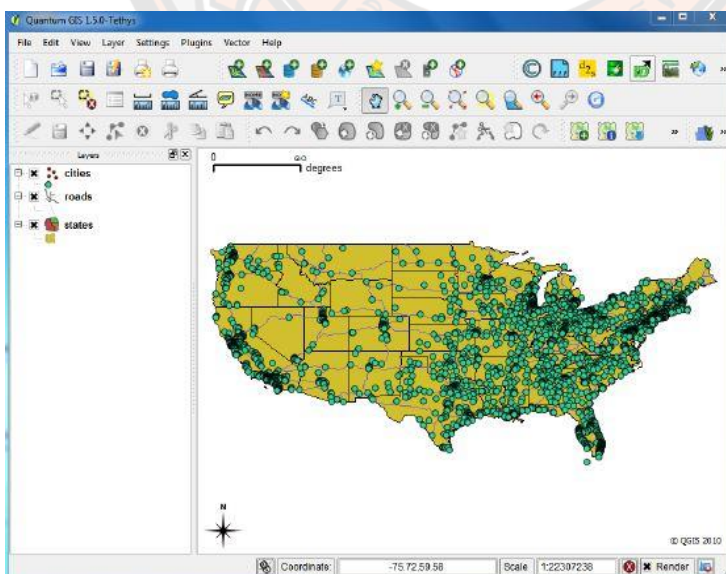 Quantum GIS 1.5.0-Tethys
File Edit View Layer Settings Plugins Vector Help
Layers
cities
roads
states
0
degrees
N
© QGIS 2010
Coordinate: -75.72,59.58 Scale 1:22307238 Render